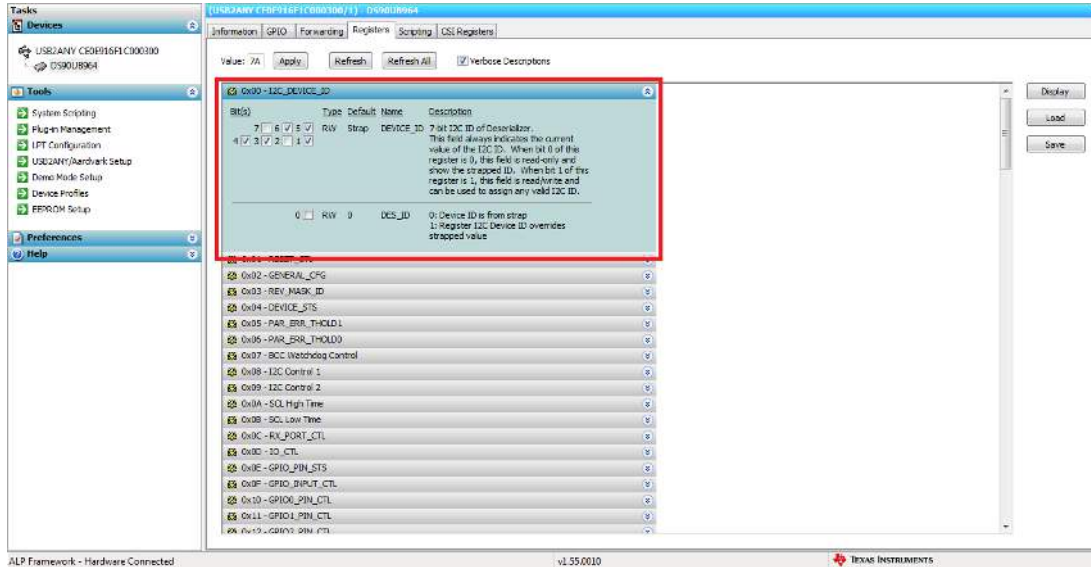 Tasks
Devices
USB2ANY CE0E916F1C000300
DS90UB964
Tools
System Scripting
Plug-in Management
LPT Configuration
USB2ANY/Aardvark Setup
Demo Mode Setup
Device Profiles
EEPROM Setup
Preferences
Help
(USB2ANY CE0E916F1C000300/1) - DS90UB964
Information GPIO Forwarding Registers Scripting CSI Registers
Value: 7A Apply Refresh Refresh All Verbose Descriptions
0x00 - I2C_DEVICE_ID
Bit(s) Type Default Name Description
7 6 5 RW Strap DEVICE_ID 7-bit I2C ID of Deserializer.
4 3 2 1 This field always indicates the current
value of the I2C ID. When bit 0 of this
register is 0, this field is read-only and
show the strapped ID. When bit 1 of this
register is 1, this field is read/write and
can be used to assign any valid I2C ID.
0 RW 0 DES_ID 0: Device ID is from strap
1: Register I2C Device ID overrides
strapped value
0x01 - RESET_CTL
0x02 - GENERAL_CFG
0x03 - REV_MASK_ID
0x04 - DEVICE_STS
0x05 - PAR_ERR_THOLD1
0x06 - PAR_ERR_THOLD0
0x07 - BCC Watchdog Control
0x08 - I2C Control 1
0x09 - I2C Control 2
0x0A - SCL High Time
0x0B - SCL Low Time
0x0C - RX_PORT_CTL
0x0D - IO_CTL
0x0E - GPIO_PIN_STS
0x0F - GPIO_INPUT_CTL
0x10 - GPIO0_PIN_CTL
0x11 - GPIO1_PIN_CTL
0x12 - GPIO2_PIN_CTL
Display
Load
Save
ALP Framework - Hardware Connected v1.55.0010 TEXAS INSTRUMENTS